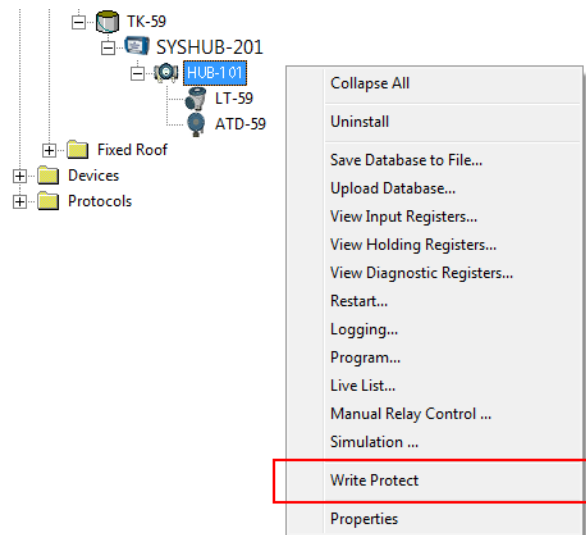 TK-59
SYSHUB-201
HUB-101
LT-59
ATD-59
Fixed Roof
Devices
Protocols
Collapse All
Uninstall
Save Database to File...
Upload Database...
View Input Registers...
View Holding Registers...
View Diagnostic Registers...
Restart...
Logging...
Program...
Live List...
Manual Relay Control ...
Simulation ...
Write Protect
Properties